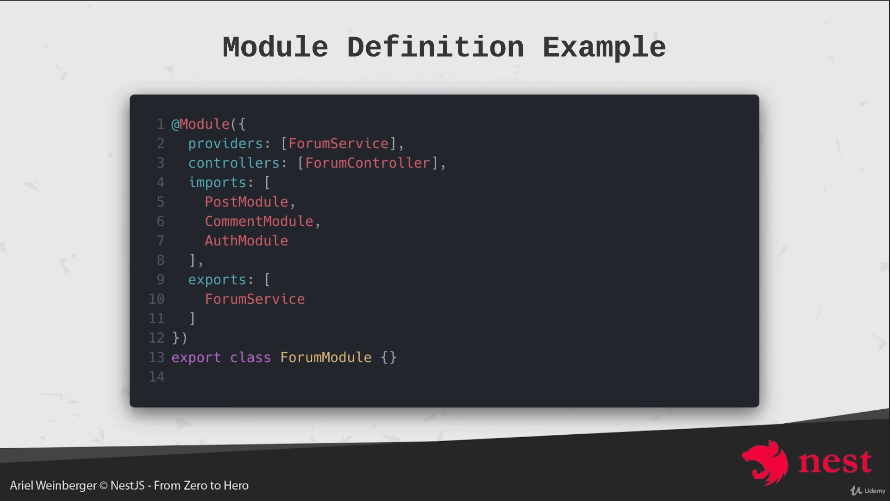 Module Definition Example
1 @Module({
2   providers: [ForumService],
3   controllers: [ForumController],
4   imports: [
5     PostModule,
6     CommentModule,
7     AuthModule
8   ],
9   exports: [
10     ForumService
11   ]
12 })
13 export class ForumModule {}
14
nest
Ariel Weinberger © NestJS - From Zero to Hero
Udemy